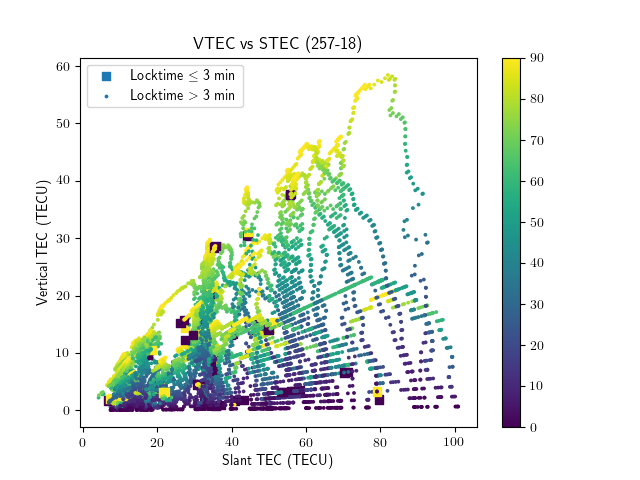 VTEC vs STEC (257-18)
Locktime ≤ 3 min
Locktime > 3 min
Vertical TEC (TECU)
60
50
40
30
20
10
0
0 20 40 60 80 100
Slant TEC (TECU)
90
80
70
60
50
40
30
20
10
0